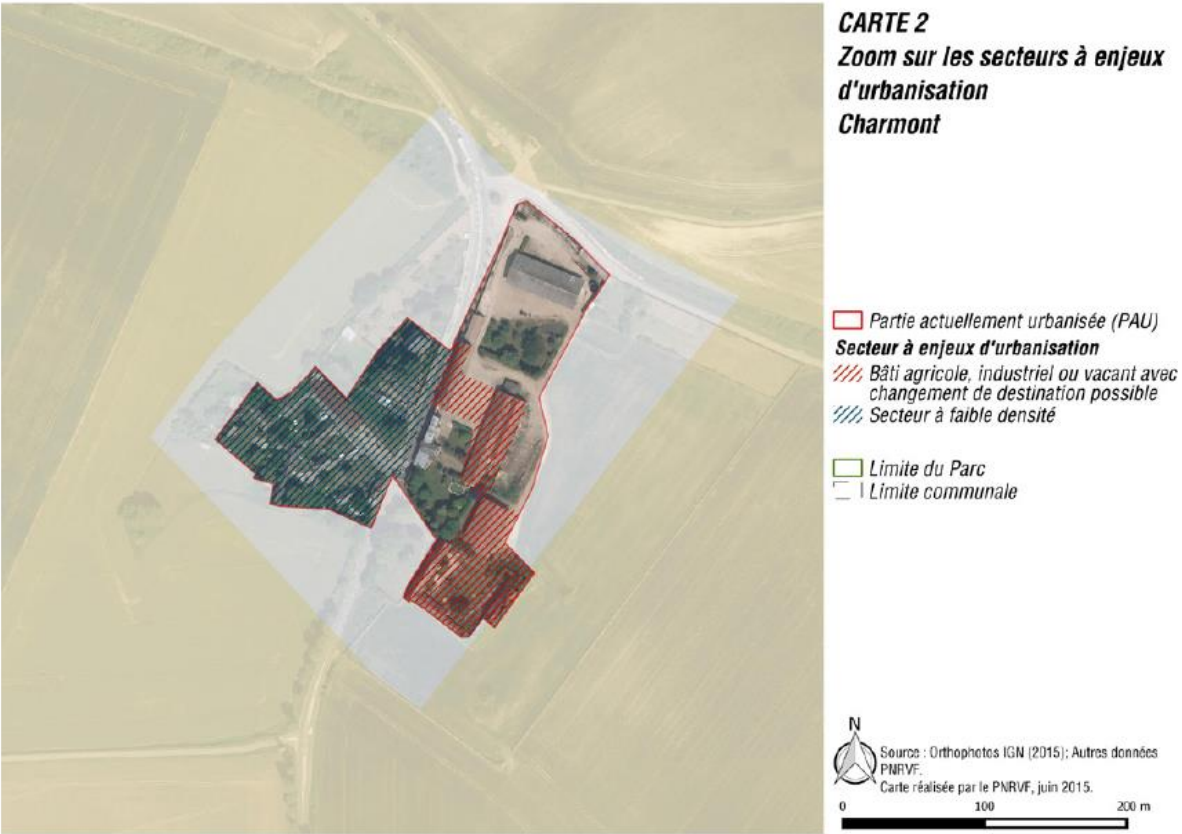 CARTE 2
Zoom sur les secteurs à enjeux
d'urbanisation
Charmont
Partie actuellement urbanisée (PAU)
Secteur à enjeux d'urbanisation
Bâti agricole, industriel ou vacant avec
changement de destination possible
Secteur à faible densité
Limite du Parc
Limite communale
N
Source : Orthophotos IGN (2015); Autres données
PNRVF.
Carte réalisée par le PNRVF, juin 2015.
0 100 200 m